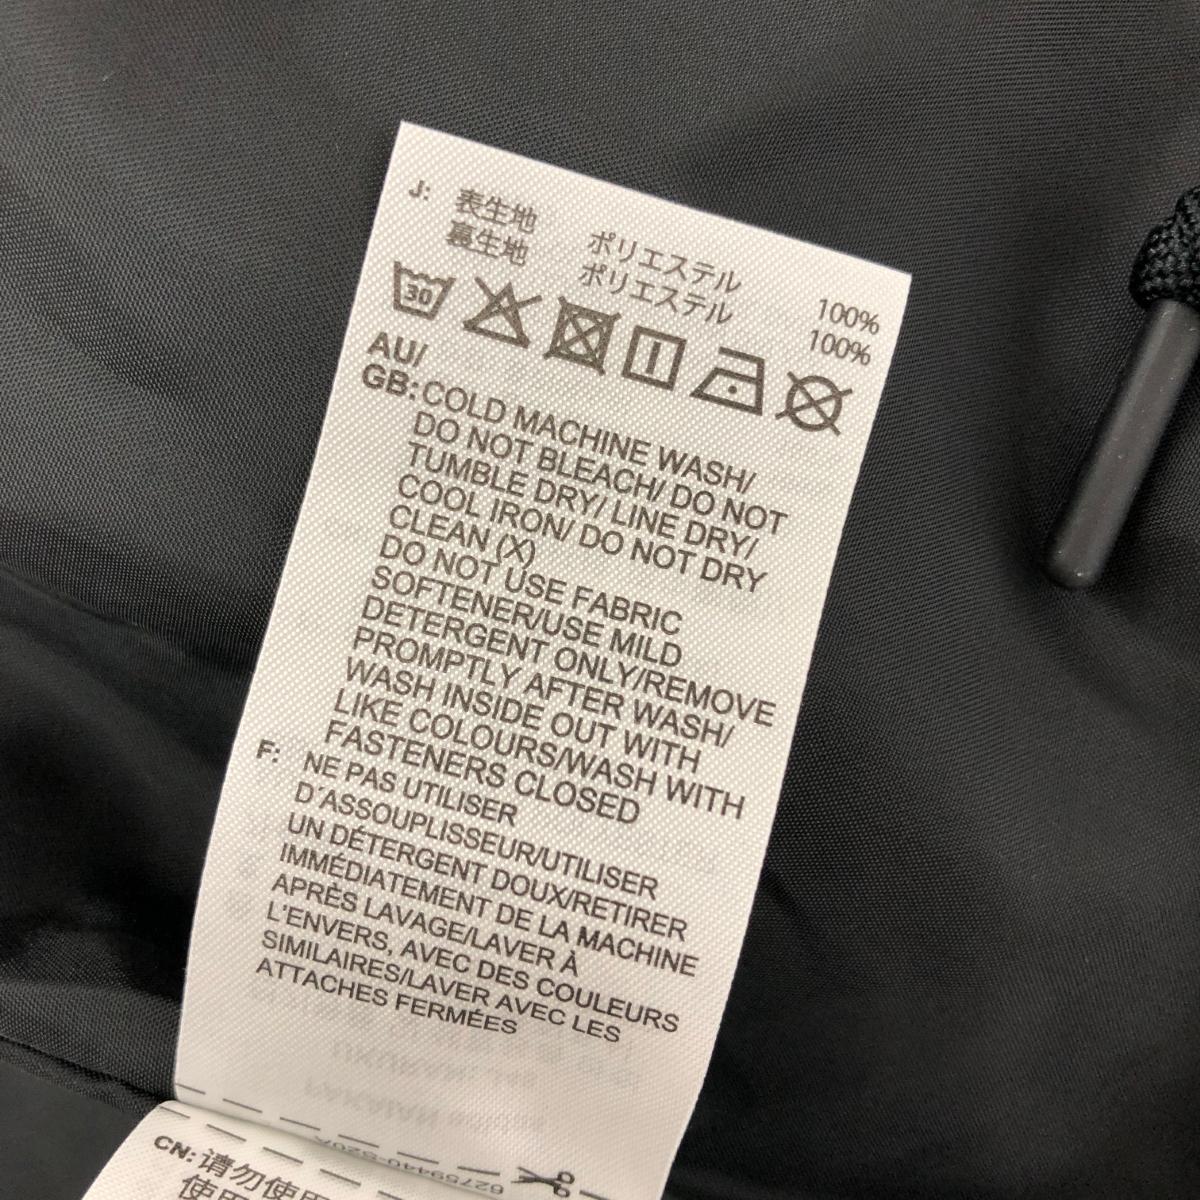 J: 表生地 ポリエステル 100%
裏生地 ポリエステル 100%
30
AU/
GB: COLD MACHINE WASH/
DO NOT BLEACH/ DO NOT
TUMBLE DRY/ LINE DRY/
COOL IRON/ DO NOT DRY
CLEAN (X)
DO NOT USE FABRIC
SOFTENER/USE MILD
DETERGENT ONLY/REMOVE
PROMPTLY AFTER WASH/
WASH INSIDE OUT WITH
LIKE COLOURS/WASH WITH
FASTENERS CLOSED
F: NE PAS UTILISER
D´ASSOUPLISSEUR/UTILISER
UN DÉTERGENT DOUX/RETIRER
IMMÉDIATEMENT DE LA MACHINE
APRÈS LAVAGE/LAVER À
L'ENVERS, AVEC DES COULEURS
SIMILAIRES/LAVER AVEC LES
ATTACHES FERMÉES
CN: 请勿使用
使用